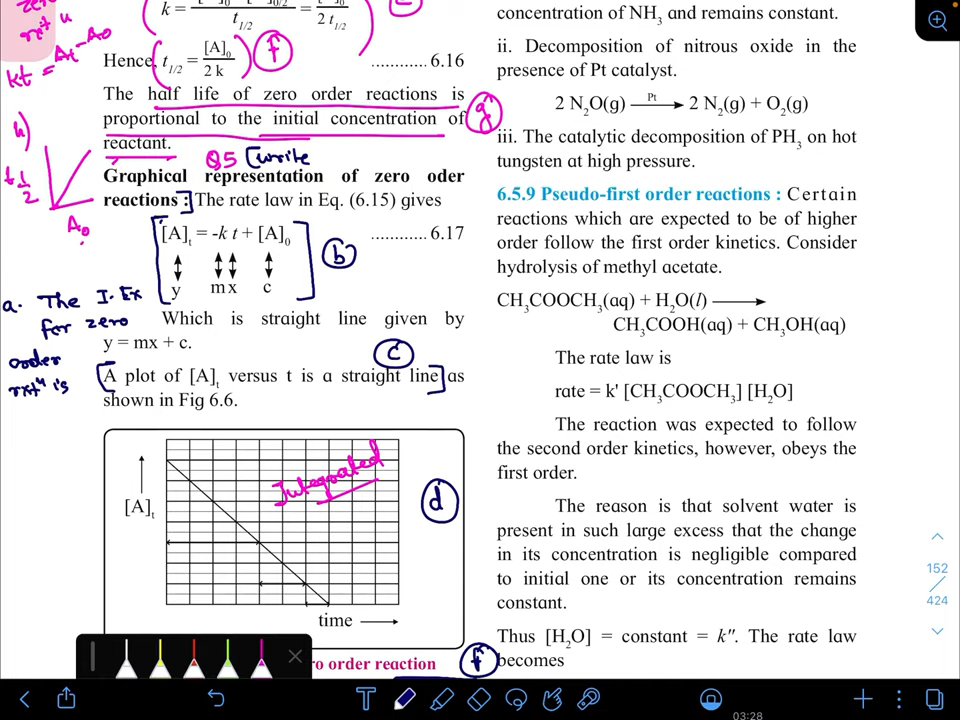 zero
kt = At - A0
k =
t1/2
=
2 t1/2
Hence, t1/2 = [A]0 / 2 k ............ 6.16
f
The half life of zero order reactions is
proportional to the initial concentration of
reactant.
g
h)
t 1/2
A0
Q5 [write
Graphical representation of zero oder
reactions : The rate law in Eq. (6.15) gives
[A]t = -k t + [A]0 ............ 6.17
b
y m x c
a. The I. Ex
for zero
order
rxn is
Which is straight line given by
y = mx + c.
c
A plot of [A]t versus t is a straight line as
shown in Fig 6.6.
Integrated
[A]t
d
time
ro order reaction
f
concentration of NH3 and remains constant.
ii. Decomposition of nitrous oxide in the
presence of Pt catalyst.
2 N2O(g) —Pt→ 2 N2(g) + O2(g)
iii. The catalytic decomposition of PH3 on hot
tungsten at high pressure.
6.5.9 Pseudo-first order reactions : Certain
reactions which are expected to be of higher
order follow the first order kinetics. Consider
hydrolysis of methyl acetate.
CH3COOCH3(aq) + H2O(l) →
CH3COOH(aq) + CH3OH(aq)
The rate law is
rate = k' [CH3COOCH3] [H2O]
The reaction was expected to follow
the second order kinetics, however, obeys the
first order.
The reason is that solvent water is
present in such large excess that the change
in its concentration is negligible compared
to initial one or its concentration remains
constant.
Thus [H2O] = constant = k". The rate law
becomes
152
424
03:28